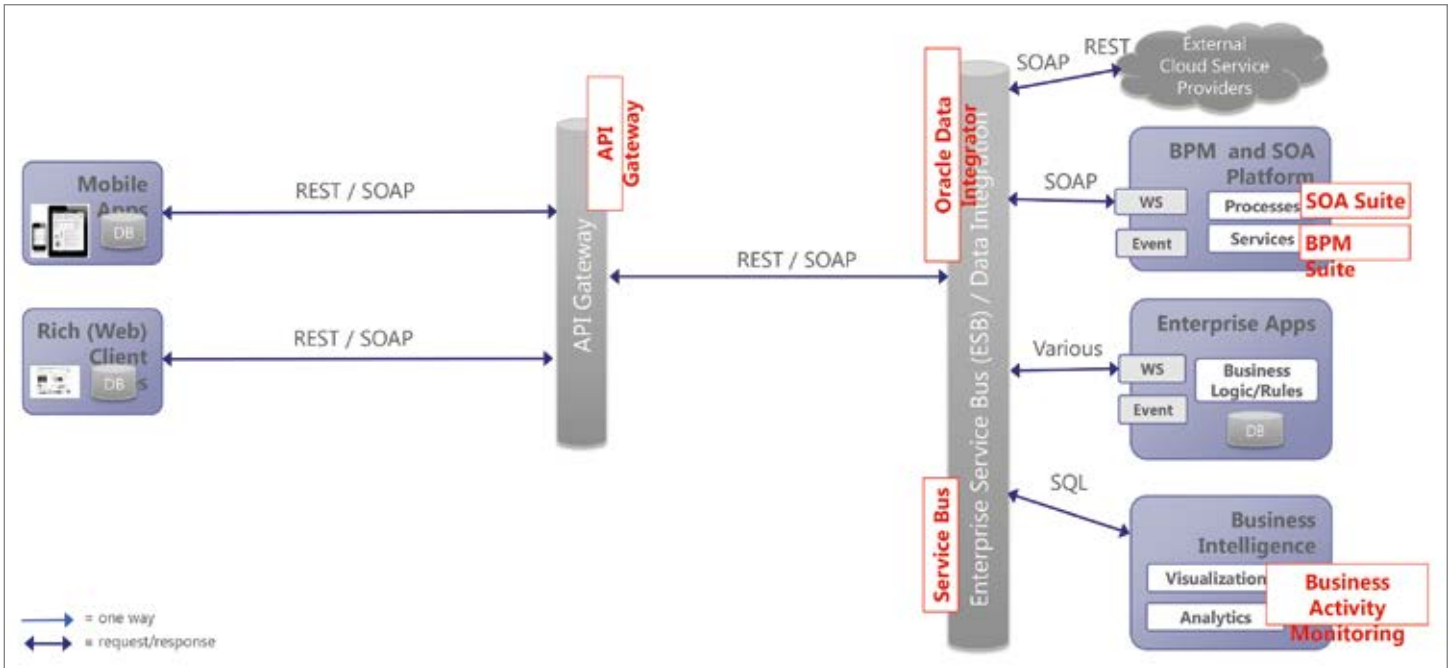 Mobile
Apps
DB
REST / SOAP
Rich (Web)
Client
s
DB
REST / SOAP
API
Gateway
API Gateway
REST / SOAP
Oracle Data
Integrator
Enterprise Service Bus (ESB) / Data Integration
Service Bus
SOAP
REST
External
Cloud Service
Providers
SOAP
BPM and SOA
Platform
WS
Event
Processes
Services
SOA Suite
BPM
Suite
Various
Enterprise Apps
WS
Event
Business
Logic/Rules
DB
SQL
Business
Intelligence
Visualization
Analytics
Business
Activity
Monitoring
= one way
= request/response